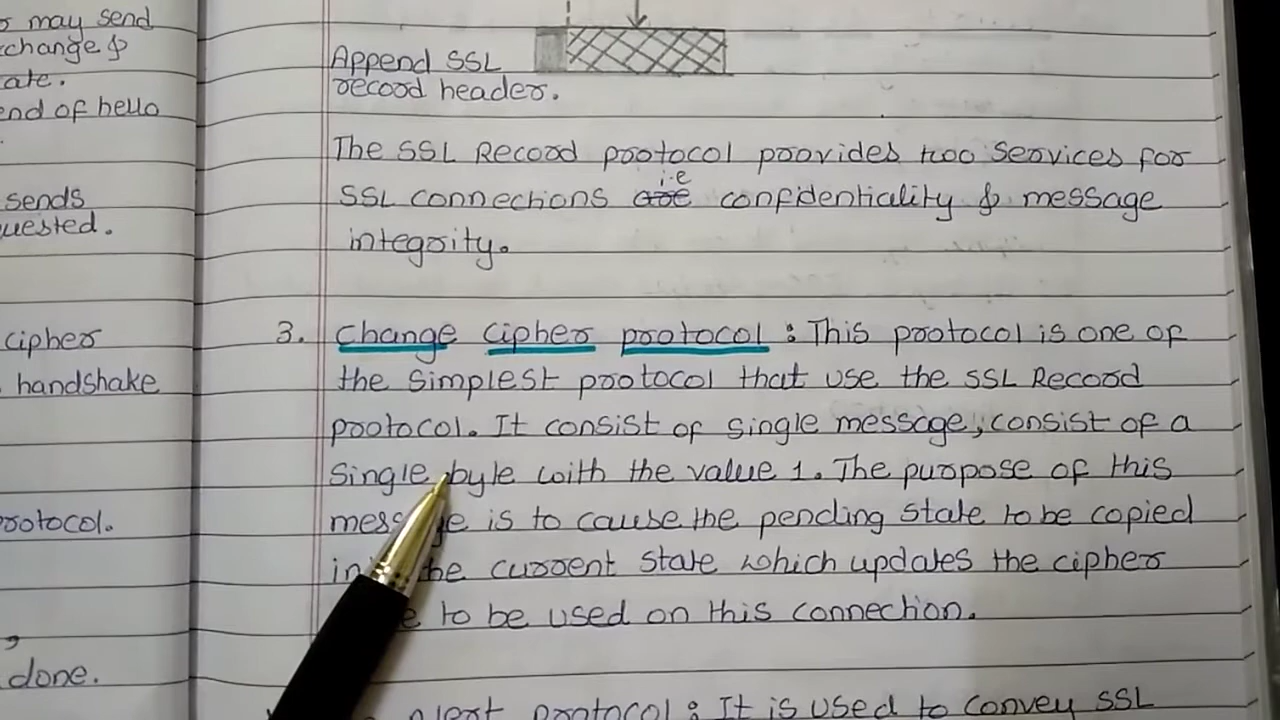 may send
change &
ate.
end of hello
sends
uested.
cipher
handshake
rotocol.
,
done.
Append SSL
record header.
The SSL Record protocol provides two services for
i.e
SSL connections are confidentiality & message
integrity.
3. Change cipher protocol : This protocol is one of
the simplest protocol that use the SSL Record
protocol. It consist of single message, consist of a
single byte with the value 1. The purpose of this
message is to cause the pending state to be copied
in the current state which updates the cipher
to be used on this connection.
alert protocol : It is used to convey SSL